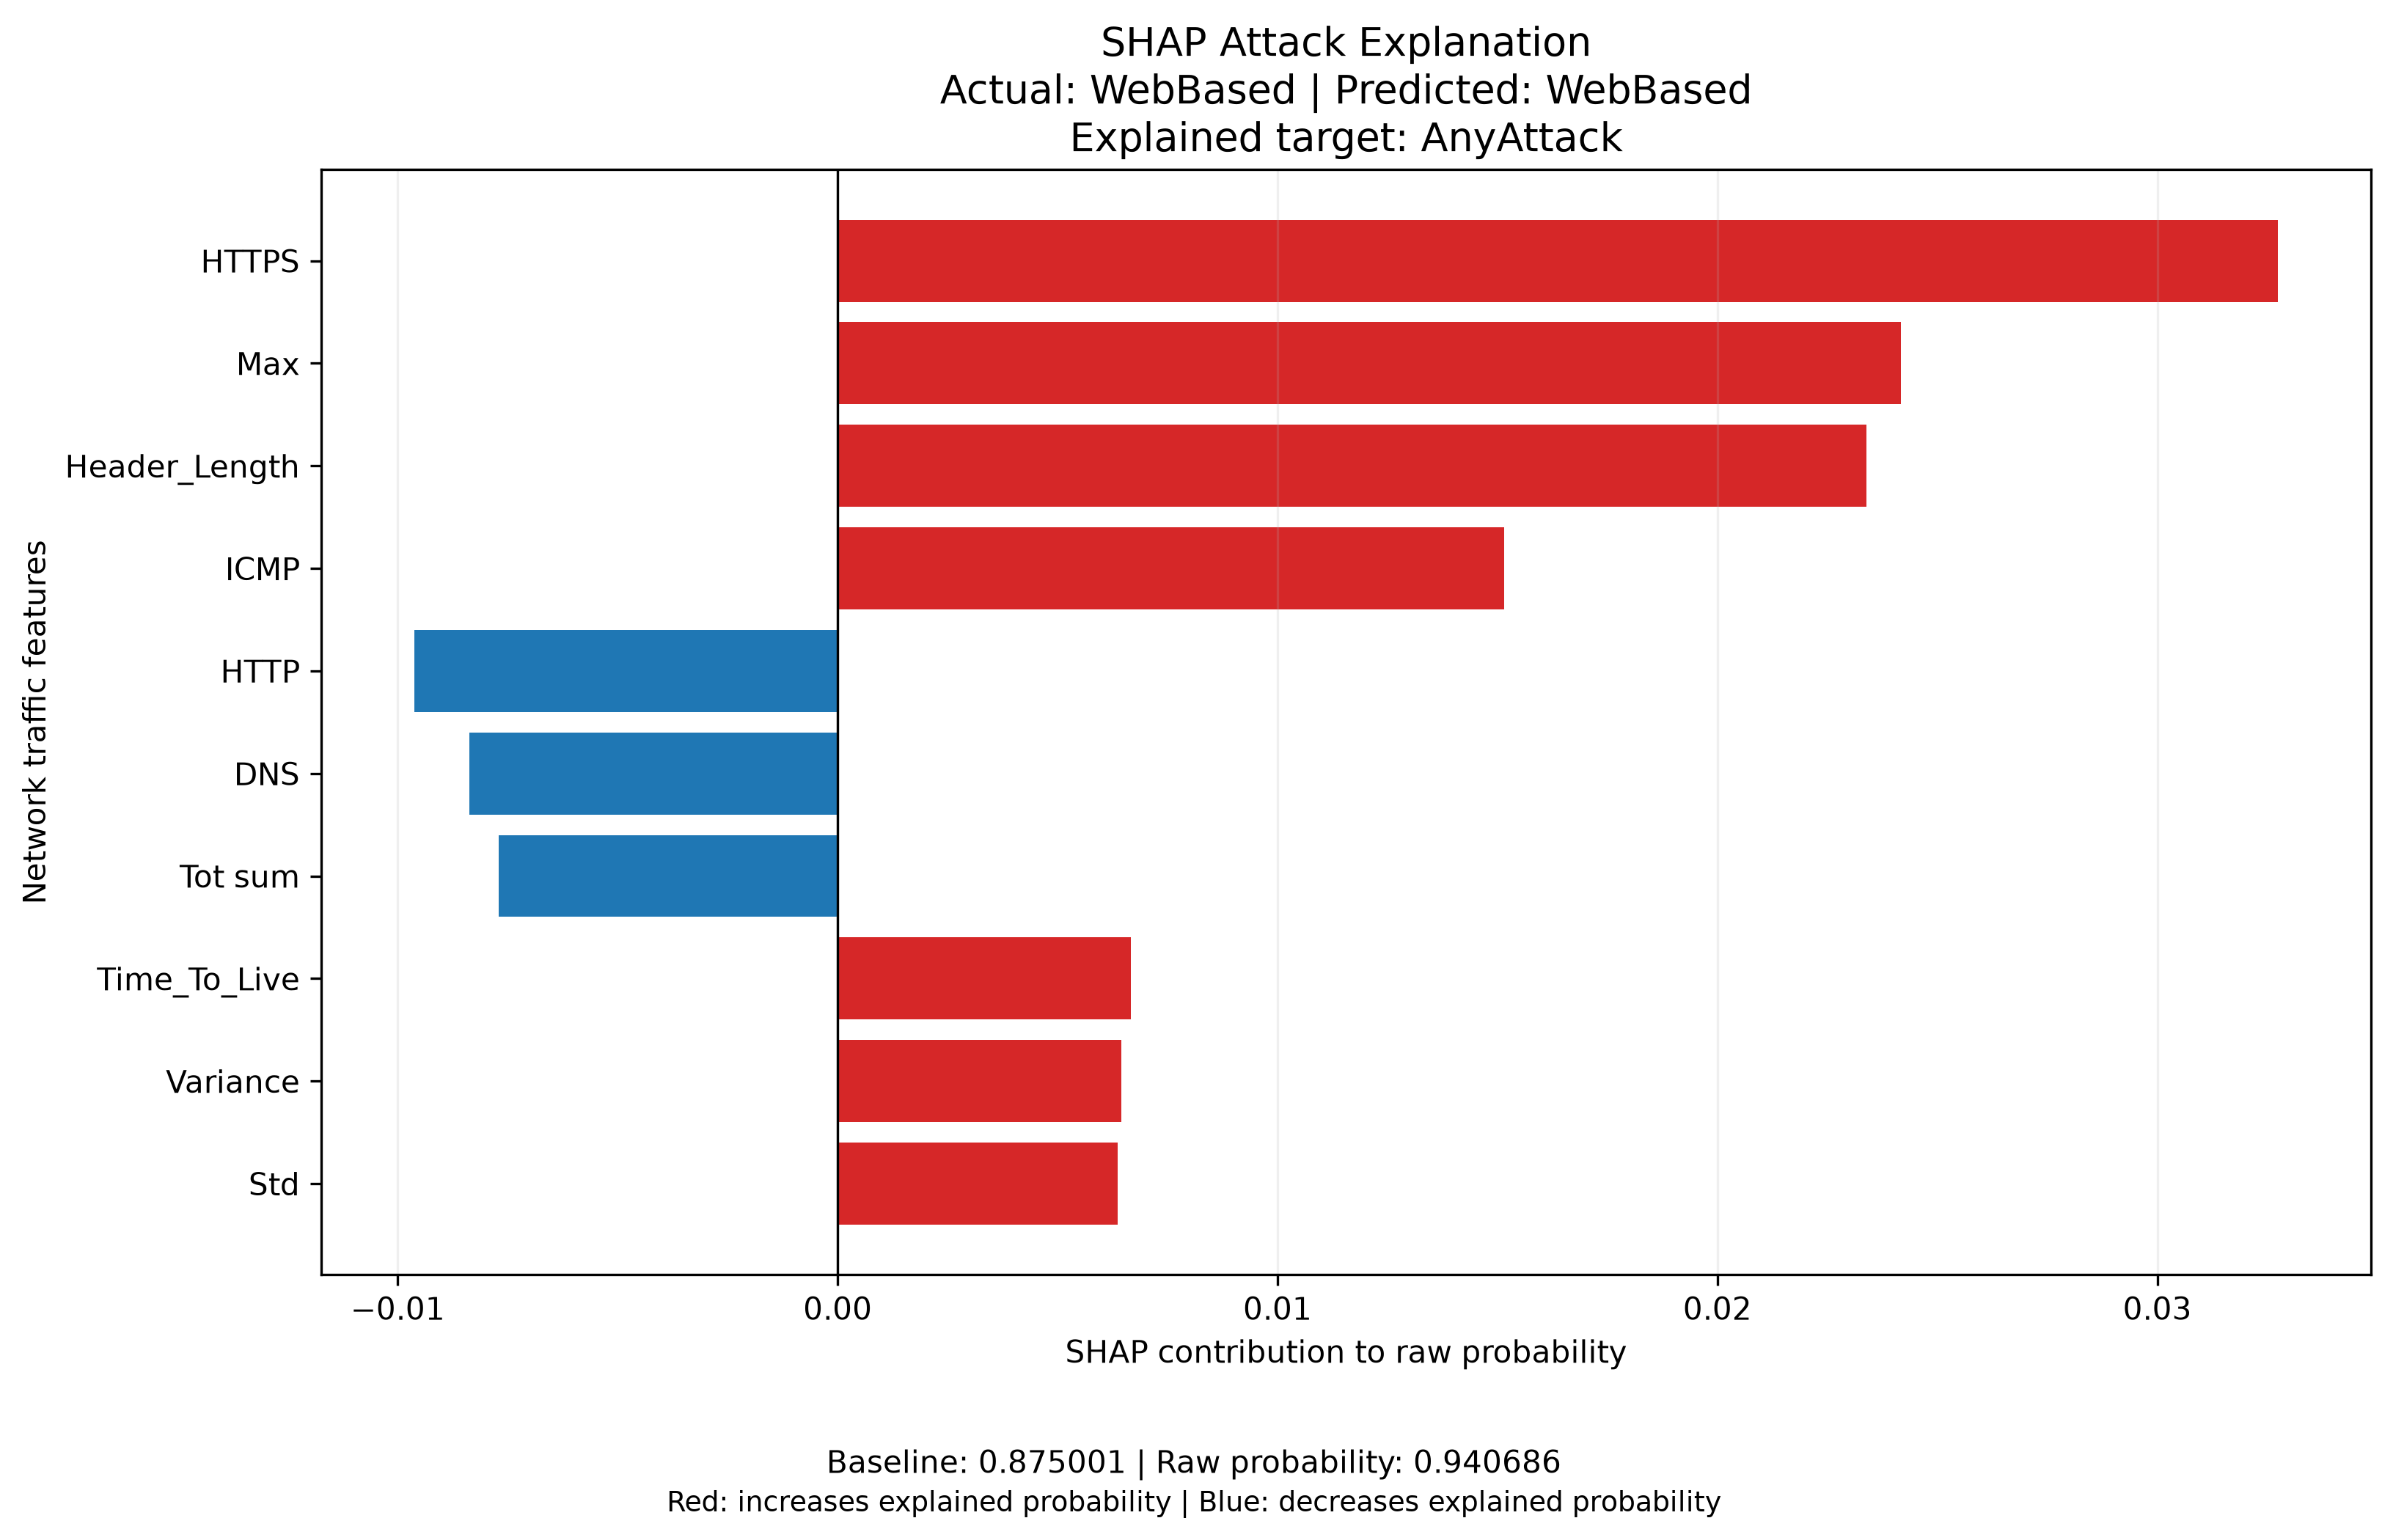 SHAP Attack Explanation
Actual: WebBased | Predicted: WebBased
Explained target: AnyAttack
Network traffic features
HTTPS
Max
Header_Length
ICMP
HTTP
DNS
Tot sum
Time_To_Live
Variance
Std
−0.01 0.00 0.01 0.02 0.03
SHAP contribution to raw probability
Baseline: 0.875001 | Raw probability: 0.940686
Red: increases explained probability | Blue: decreases explained probability